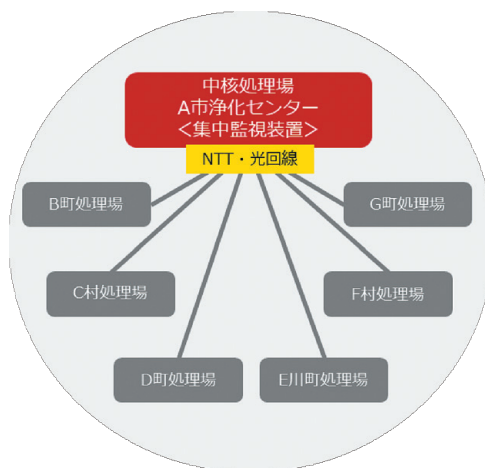 中核処理場
A市浄化センター
<集中監視装置>
NTT・光回線
B町処理場
G町処理場
C村処理場
F村処理場
D町処理場
E川町処理場